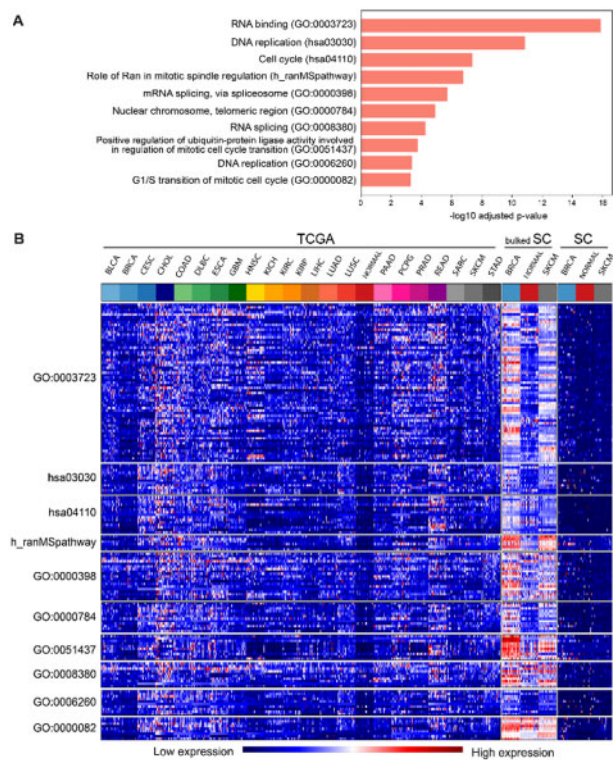 A
RNA binding (GO:0003723)
DNA replication (hsa03030)
Cell cycle (hsa04110)
Role of Ran in mitotic spindle regulation (h_ranMSpathway)
mRNA splicing, via spliceosome (GO:0000398)
Nuclear chromosome, telomeric region (GO:0000784)
RNA splicing (GO:0008380)
Positive regulation of ubiquitin-protein ligase activity involved
in regulation of mitotic cell cycle transition (GO:0051437)
DNA replication (GO:0006260)
G1/S transition of mitotic cell cycle (GO:0000082)
0 2 4 6 8 10 11 14 16
-log10 adjusted p-value
B
TCGA bulked SC SC
BLCA BRCA CESC CHOL COAD DLBC ESCA GBM HNSC KICH KIRC KIRP LIHC LUAD LUSC NORMAL PAAD PCPG PRAD READ SARC SKCM STAD BRCA NORMAL SKCM BRCA NORMAL SKCM
GO:0003723
hsa03030
hsa04110
h_ranMSpathway
GO:0000398
GO:0000784
GO:0051437
GO:0008380
GO:0006260
GO:0000082
Low expression High expression